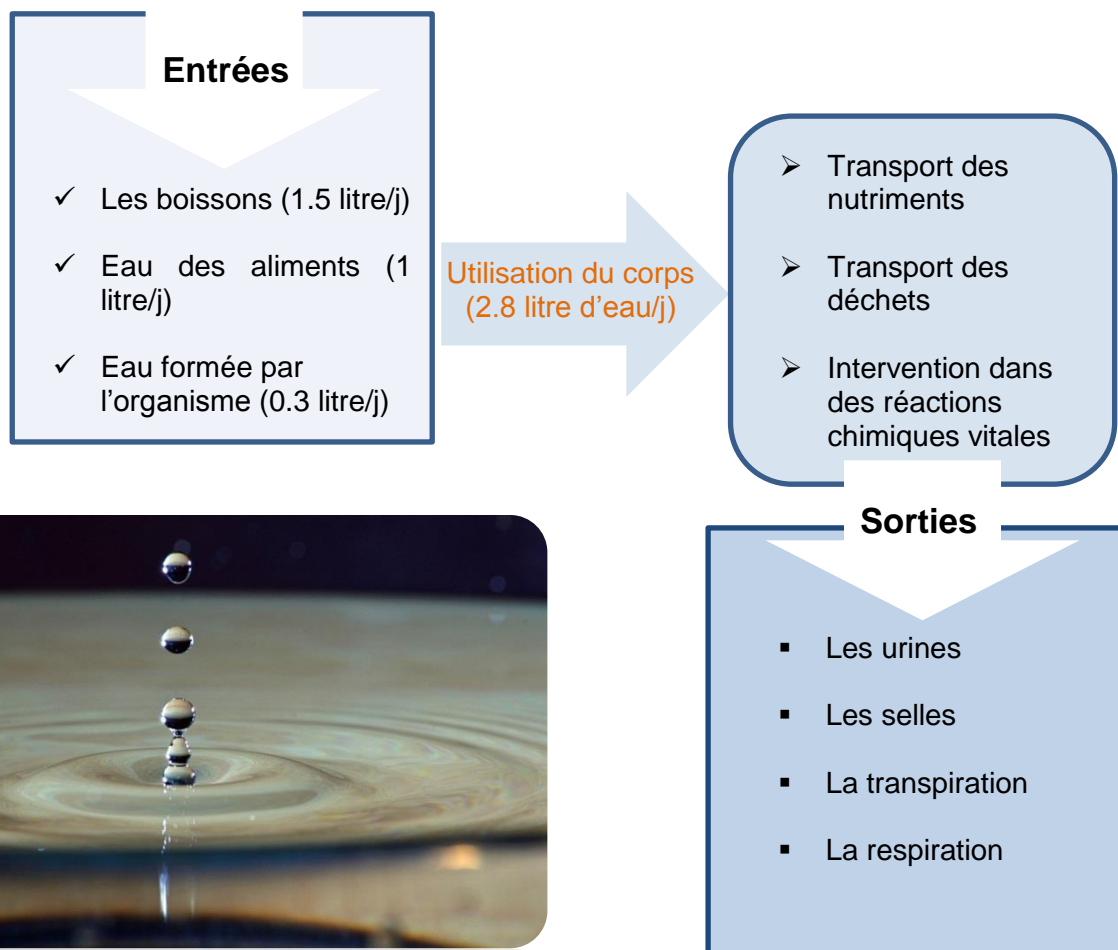 Entrées
✓ Les boissons (1.5 litre/j)
✓ Eau des aliments (1
litre/j)
✓ Eau formée par
l'organisme (0.3 litre/j)
Utilisation du corps
(2.8 litre d'eau/j)
➢ Transport des
nutriments
➢ Transport des
déchets
➢ Intervention dans
des réactions
chimiques vitales
Sorties
▪ Les urines
▪ Les selles
▪ La transpiration
▪ La respiration